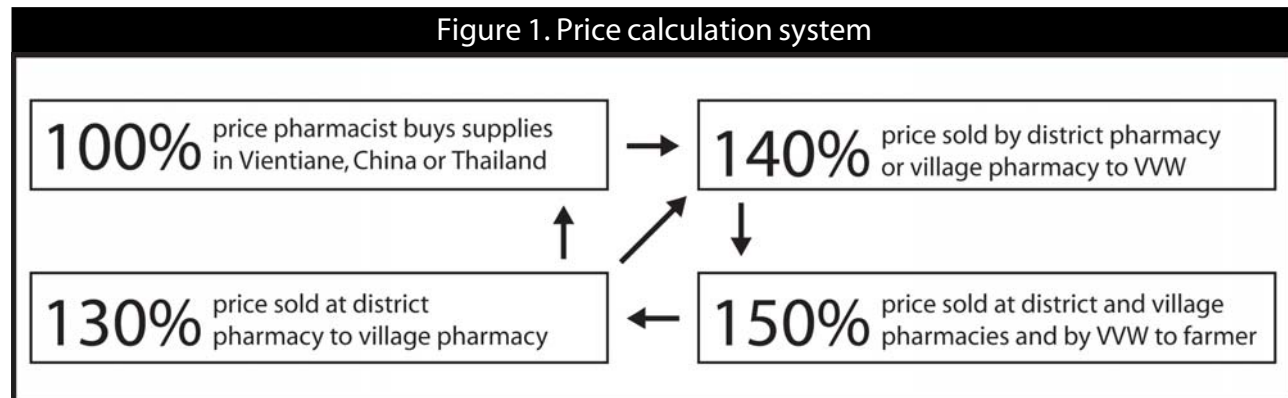 Figure 1. Price calculation system
100% price pharmacist buys supplies
in Vientiane, China or Thailand
140% price sold by district pharmacy
or village pharmacy to VVW
130% price sold at district
pharmacy to village pharmacy
150% price sold at district and village
pharmacies and by VVW to farmer